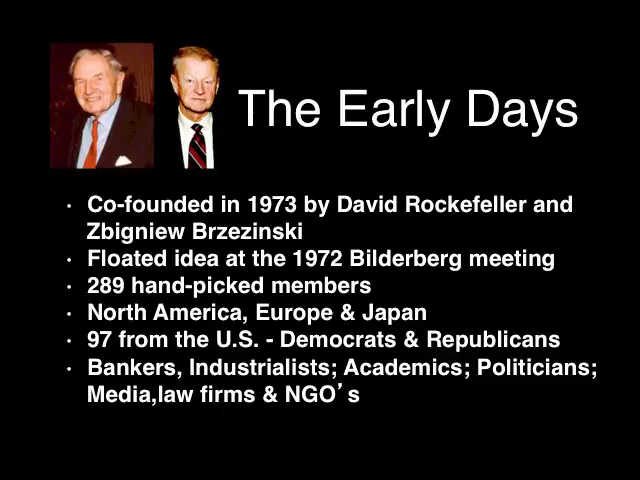 The Early Days
• Co-founded in 1973 by David Rockefeller and
Zbigniew Brzezinski
• Floated idea at the 1972 Bilderberg meeting
• 289 hand-picked members
• North America, Europe & Japan
• 97 from the U.S. - Democrats & Republicans
• Bankers, Industrialists; Academics; Politicians;
Media,law firms & NGO’s